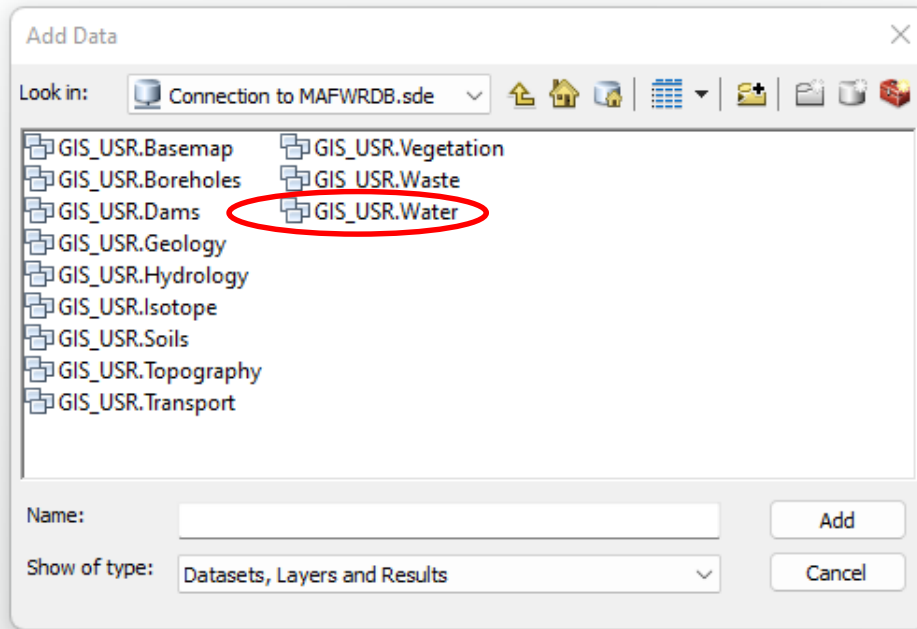 Add Data
Look in:
Connection to MAFWRDB.sde
GIS_USR.Basemap
GIS_USR.Boreholes
GIS_USR.Dams
GIS_USR.Geology
GIS_USR.Hydrology
GIS_USR.Isotope
GIS_USR.Soils
GIS_USR.Topography
GIS_USR.Transport
GIS_USR.Vegetation
GIS_USR.Waste
GIS_USR.Water
Name:
Add
Show of type:
Datasets, Layers and Results
Cancel